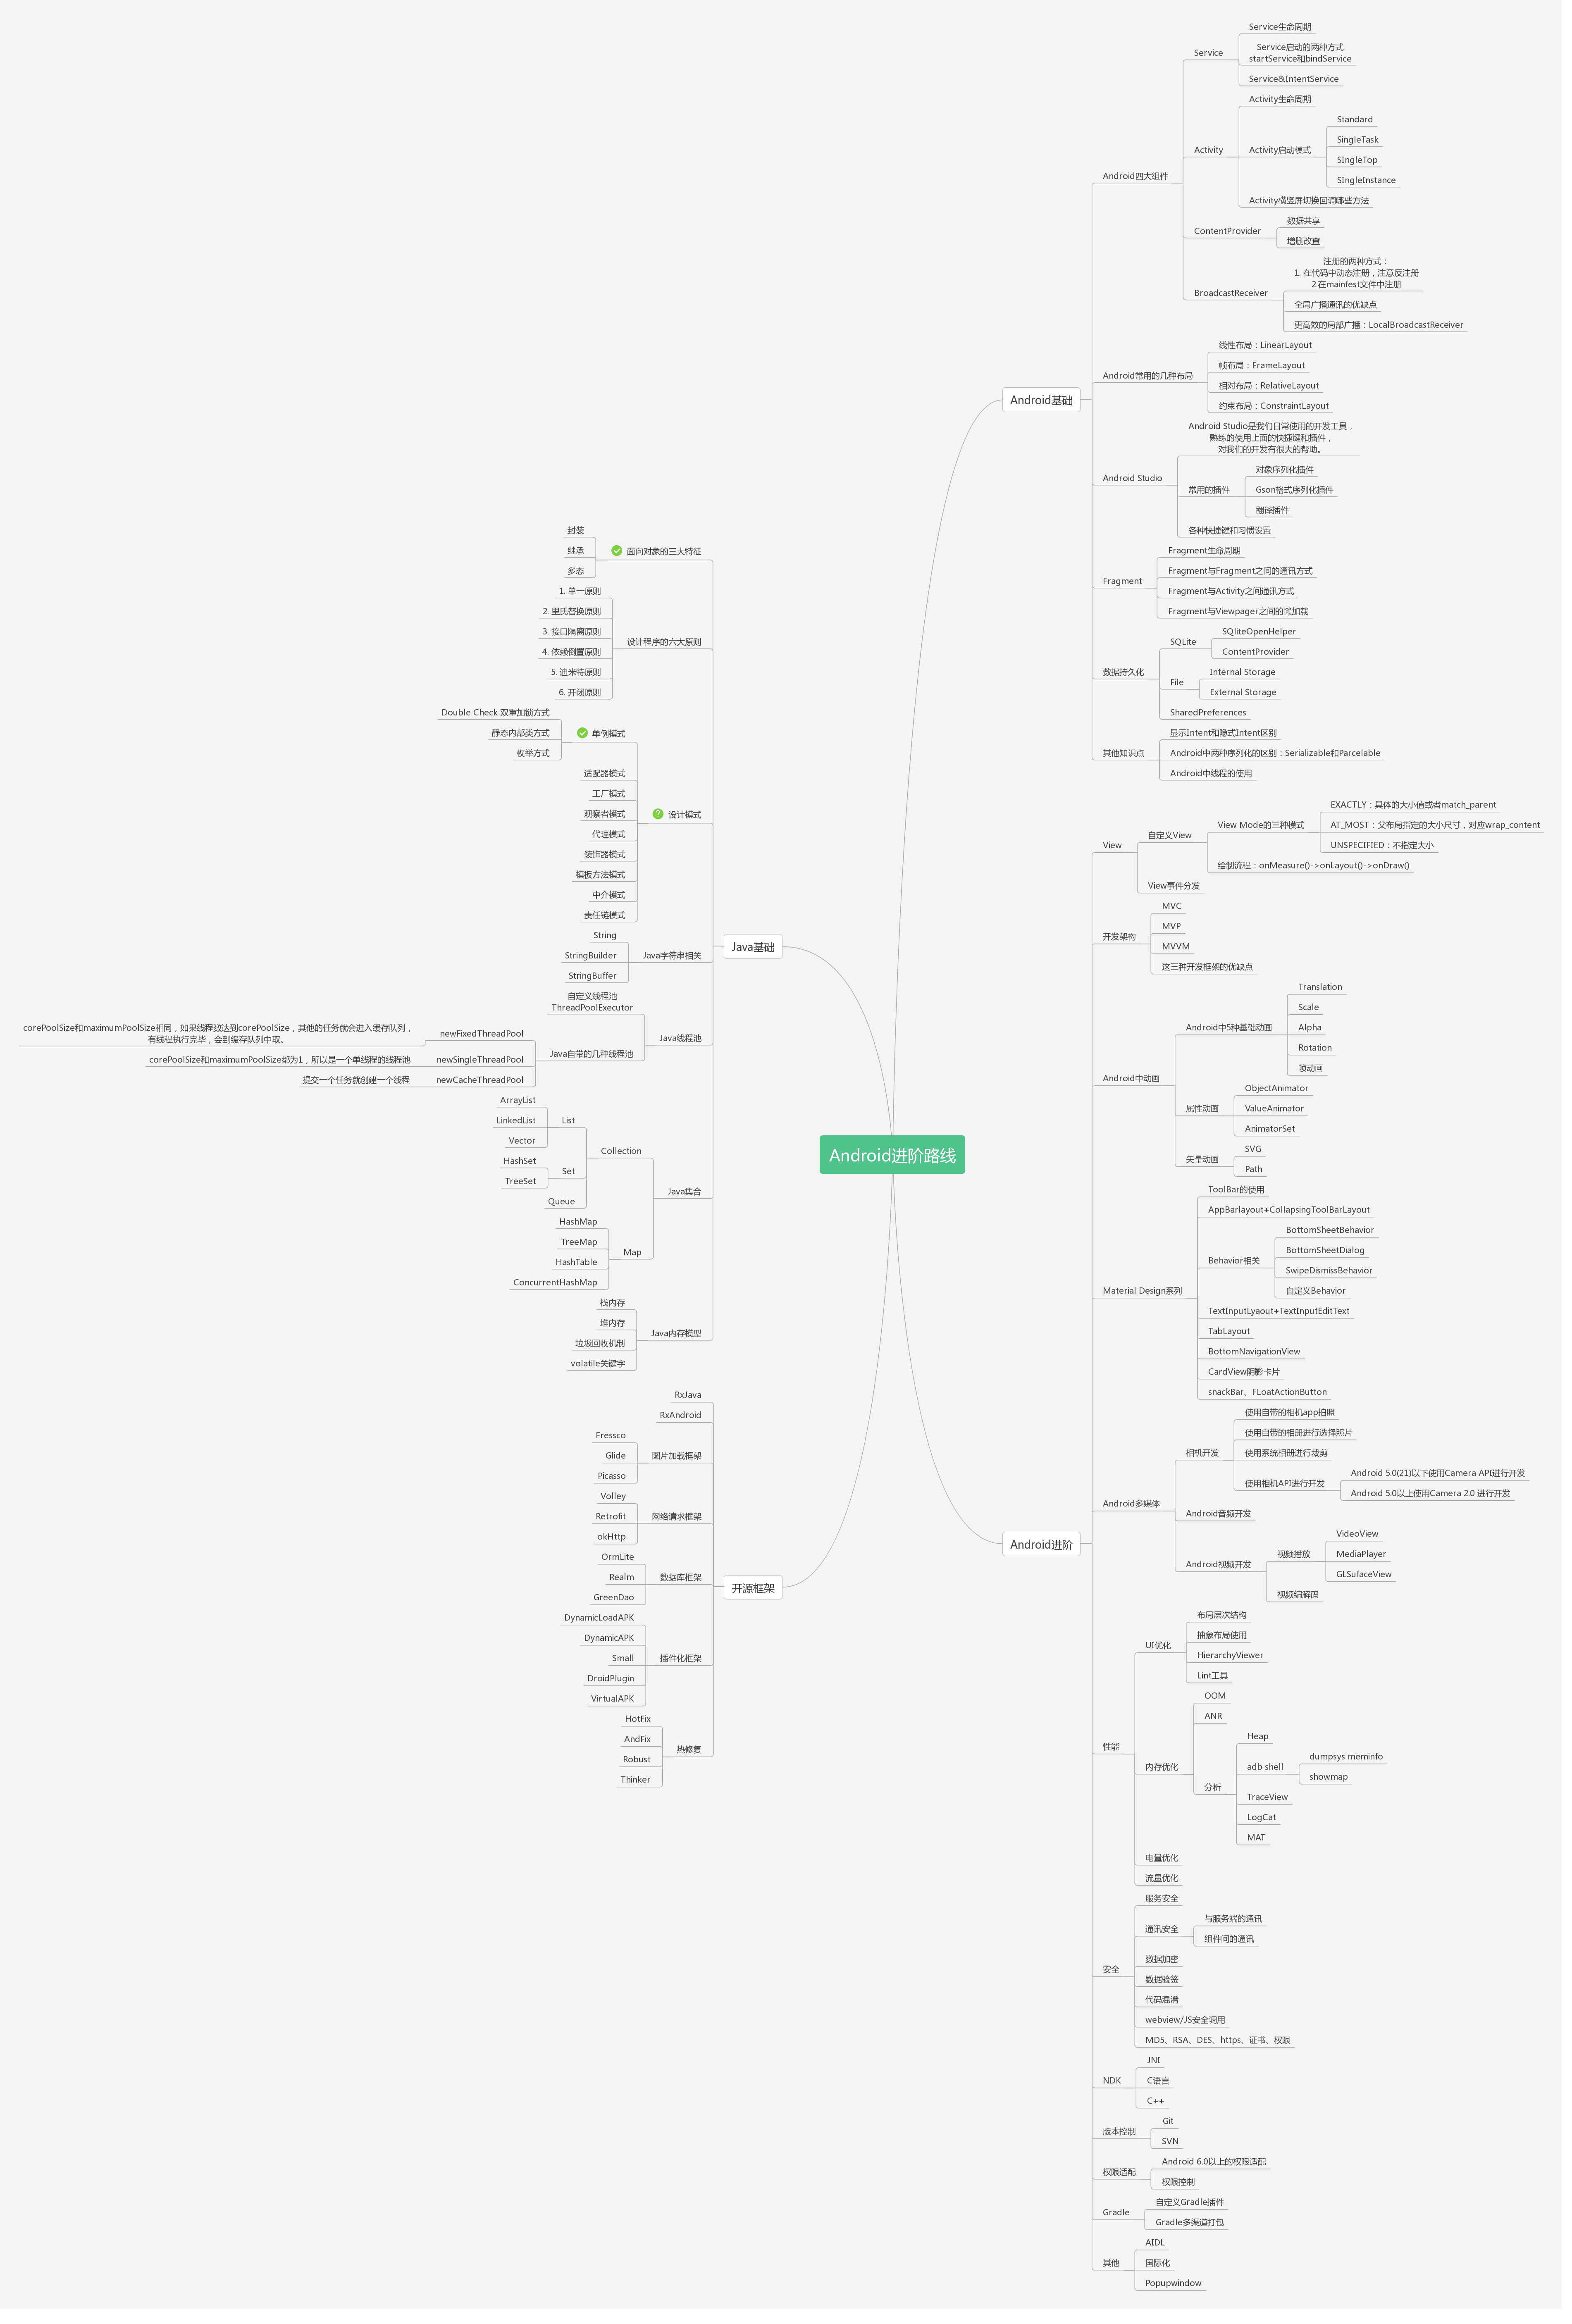 Android进阶路线
Android基础
Android四大组件
Service
Service生命周期
Service启动的两种方式
startService和bindService
Service&IntentService
Activity
Activity生命周期
Activity启动模式
Standard
SingleTask
SIngleTop
SIngleInstance
Activity横竖屏切换回调哪些方法
ContentProvider
数据共享
增删改查
BroadcastReceiver
注册的两种方式：
1. 在代码中动态注册，注意反注册
2.在mainfest文件中注册
全局广播通讯的优缺点
更高效的局部广播：LocalBroadcastReceiver
Android常用的几种布局
线性布局：LinearLayout
帧布局：FrameLayout
相对布局：RelativeLayout
约束布局：ConstraintLayout
Android Studio
Android Studio是我们日常使用的开发工具，
熟练的使用上面的快捷键和插件，
对我们的开发有很大的帮助。
常用的插件
对象序列化插件
Gson格式序列化插件
翻译插件
各种快捷键和习惯设置
Fragment
Fragment生命周期
Fragment与Fragment之间的通讯方式
Fragment与Activity之间通讯方式
Fragment与Viewpager之间的懒加载
数据持久化
SQLite
SQliteOpenHelper
ContentProvider
File
Internal Storage
External Storage
SharedPreferences
其他知识点
显示Intent和隐式Intent区别
Android中两种序列化的区别：Serializable和Parcelable
Android中线程的使用
Android进阶
View
自定义View
View Mode的三种模式
EXACTLY：具体的大小值或者match_parent
AT_MOST：父布局指定的大小尺寸，对应wrap_content
UNSPECIFIED：不指定大小
绘制流程：onMeasure()->onLayout()->onDraw()
View事件分发
开发架构
MVC
MVP
MVVM
这三种开发框架的优缺点
Android中动画
Android中5种基础动画
Translation
Scale
Alpha
Rotation
帧动画
属性动画
ObjectAnimator
ValueAnimator
AnimatorSet
矢量动画
SVG
Path
Material Design系列
ToolBar的使用
AppBarlayout+CollapsingToolBarLayout
Behavior相关
BottomSheetBehavior
BottomSheetDialog
SwipeDismissBehavior
自定义Behavior
TextInputLyaout+TextInputEditText
TabLayout
BottomNavigationView
CardView阴影卡片
snackBar、FLoatActionButton
Android多媒体
相机开发
使用自带的相机app拍照
使用自带的相册进行选择照片
使用系统相册进行裁剪
使用相机API进行开发
Android 5.0(21)以下使用Camera API进行开发
Android 5.0以上使用Camera 2.0 进行开发
Android音频开发
Android视频开发
视频播放
VideoView
MediaPlayer
GLSufaceView
视频编解码
性能
UI优化
布局层次结构
抽象布局使用
HierarchyViewer
Lint工具
内存优化
OOM
ANR
分析
Heap
adb shell
dumpsys meminfo
showmap
TraceView
LogCat
MAT
电量优化
流量优化
安全
服务安全
通讯安全
与服务端的通讯
组件间的通讯
数据加密
数据验签
代码混淆
webview/JS安全调用
MD5、RSA、DES、https、证书、权限
NDK
JNI
C语言
C++
版本控制
Git
SVN
权限适配
Android 6.0以上的权限适配
权限控制
Gradle
自定义Gradle插件
Gradle多渠道打包
其他
AIDL
国际化
Popupwindow
Java基础
面向对象的三大特征
封装
继承
多态
设计程序的六大原则
1. 单一原则
2. 里氏替换原则
3. 接口隔离原则
4. 依赖倒置原则
5. 迪米特原则
6. 开闭原则
? 设计模式
单例模式
Double Check 双重加锁方式
静态内部类方式
枚举方式
适配器模式
工厂模式
观察者模式
代理模式
装饰器模式
模板方法模式
中介模式
责任链模式
Java字符串相关
String
StringBuilder
StringBuffer
Java线程池
自定义线程池
ThreadPoolExecutor
Java自带的几种线程池
newFixedThreadPool
corePoolSize和maximumPoolSize相同，如果线程数达到corePoolSize，其他的任务就会进入缓存队列，
有线程执行完毕，会到缓存队列中取。
newSingleThreadPool
corePoolSize和maximumPoolSize都为1，所以是一个单线程的线程池
newCacheThreadPool
提交一个任务就创建一个线程
Java集合
Collection
List
ArrayList
LinkedList
Vector
Set
HashSet
TreeSet
Queue
Map
HashMap
TreeMap
HashTable
ConcurrentHashMap
Java内存模型
栈内存
堆内存
垃圾回收机制
volatile关键字
开源框架
RxJava
RxAndroid
图片加载框架
Fressco
Glide
Picasso
网络请求框架
Volley
Retrofit
okHttp
数据库框架
OrmLite
Realm
GreenDao
插件化框架
DynamicLoadAPK
DynamicAPK
Small
DroidPlugin
VirtualAPK
热修复
HotFix
AndFix
Robust
Thinker